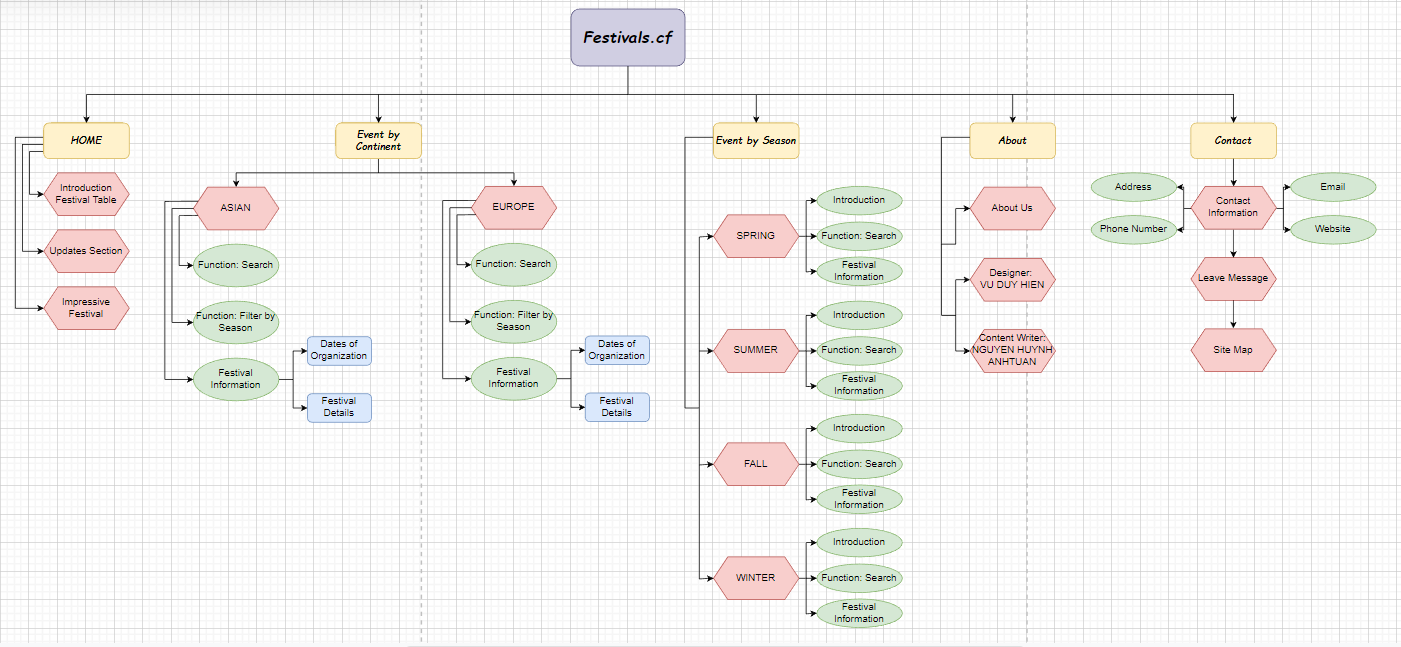 Festivals.cf
HOME
Introduction
Festival Table
Updates Section
Impressive
Festival
Event by
Continent
ASIAN
Function: Search
Function: Filter by
Season
Festival
Information
Dates of
Organization
Festival
Details
EUROPE
Function: Search
Function: Filter by
Season
Festival
Information
Dates of
Organization
Festival
Details
Event by Season
SPRING
Introduction
Function: Search
Festival
Information
SUMMER
Introduction
Function: Search
Festival
Information
FALL
Introduction
Function: Search
Festival
Information
WINTER
Introduction
Function: Search
Festival
Information
About
About Us
Designer:
VU DUY HIEN
Content Writer:
NGUYEN HUYNH
ANHTUAN
Contact
Contact
Information
Address
Phone Number
Email
Website
Leave Message
Site Map